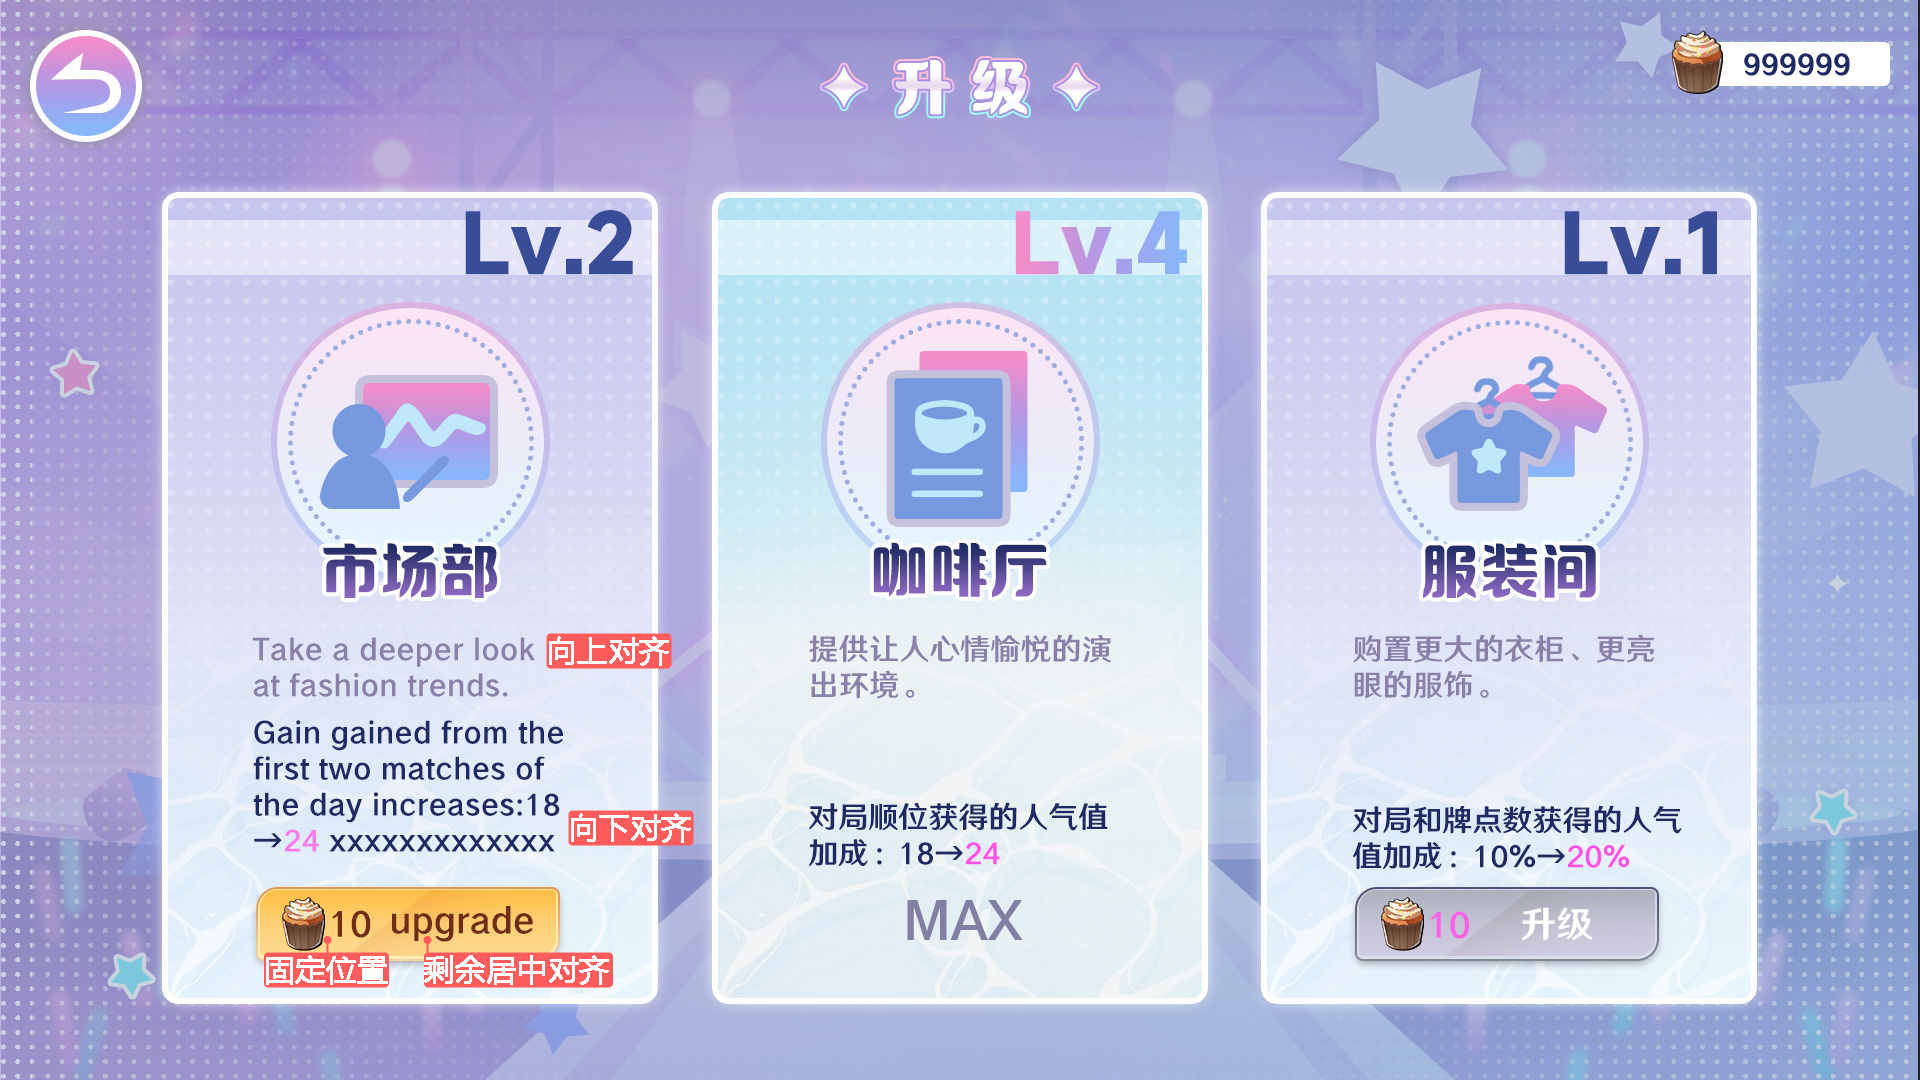 升级
999999
Lv.2
市场部
Take a deeper look
at fashion trends.
向上对齐
Gain gained from the
first two matches of
the day increases:18
→24 xxxxxxxxxxxxx
向下对齐
10 upgrade
固定位置
剩余居中对齐
Lv.4
咖啡厅
提供让人心情愉悦的演
出环境。
对局顺位获得的人气值
加成：18→24
MAX
Lv.1
服装间
购置更大的衣柜、更亮
眼的服饰。
对局和牌点数获得的人气
值加成：10%→20%
10 升级